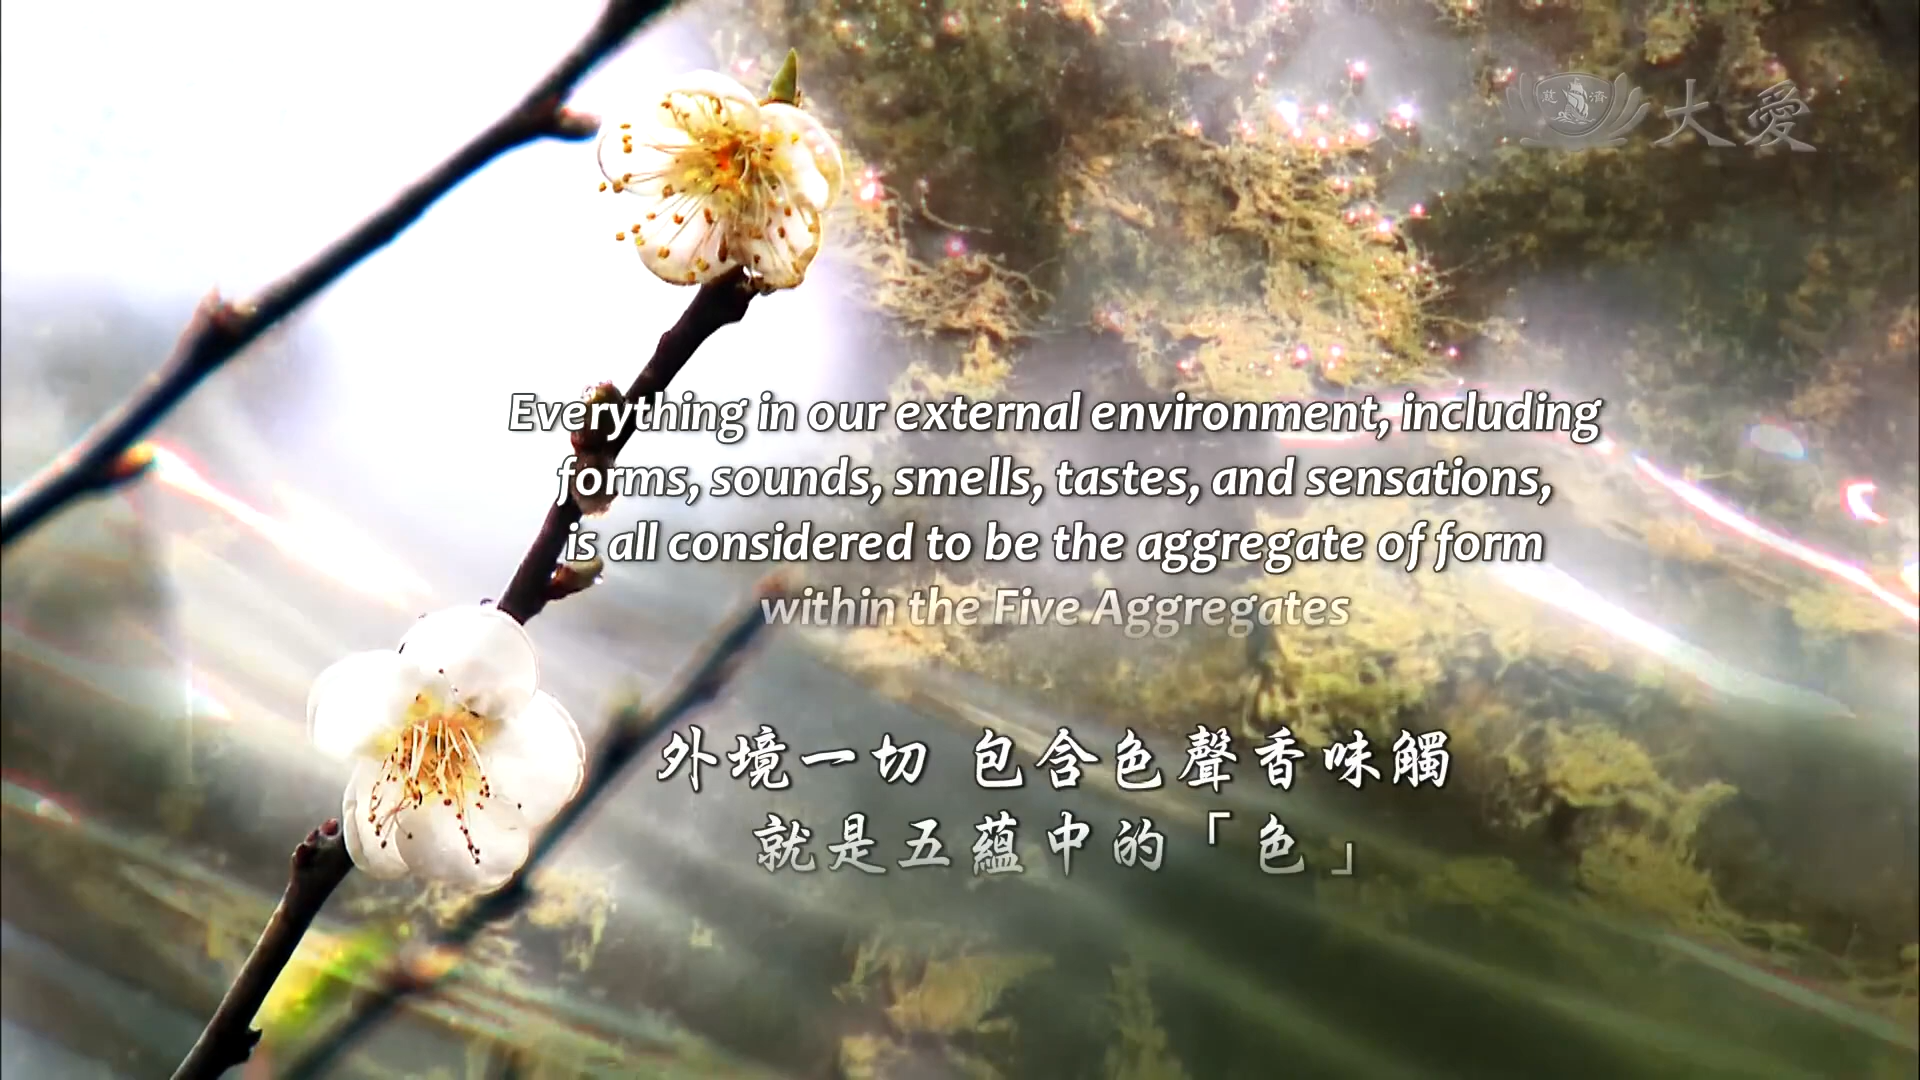 慈濟 大愛
Everything in our external environment, including
forms, sounds, smells, tastes, and sensations,
is all considered to be the aggregate of form
within the Five Aggregates
外境一切 包含色聲香味觸
就是五蘊中的「色」